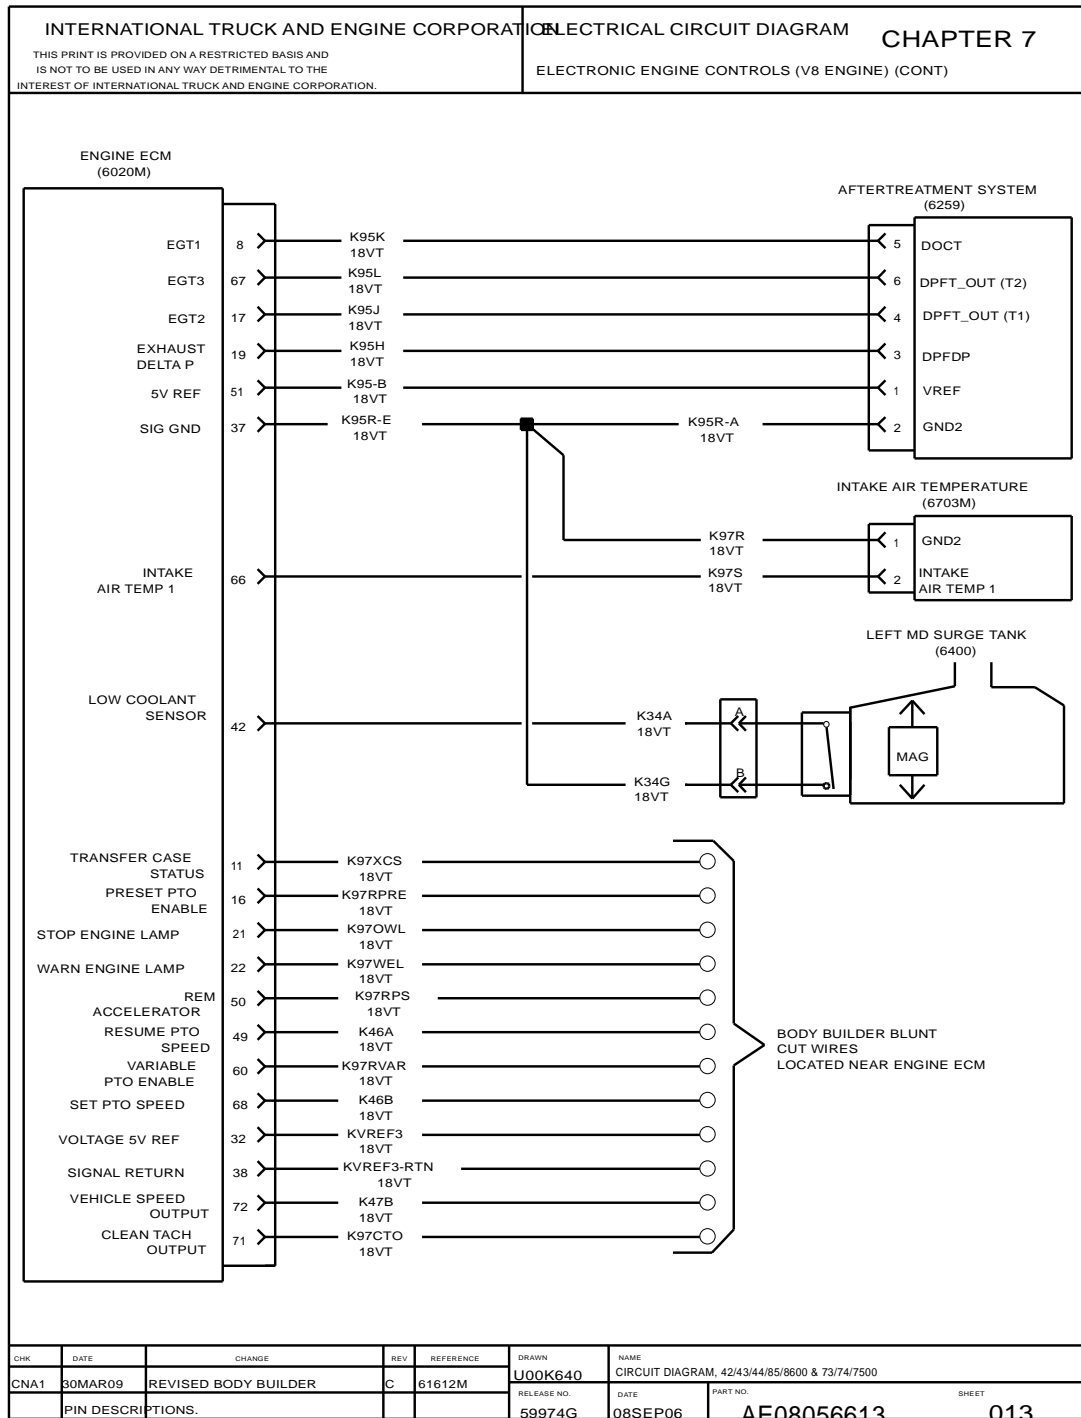 INTERNATIONAL TRUCK AND ENGINE CORPORATION
THIS PRINT IS PROVIDED ON A RESTRICTED BASIS AND
IS NOT TO BE USED IN ANY WAY DETRIMENTAL TO THE
INTEREST OF INTERNATIONAL TRUCK AND ENGINE CORPORATION.
ELECTRICAL CIRCUIT DIAGRAM
CHAPTER 7
ELECTRONIC ENGINE CONTROLS (V8 ENGINE) (CONT)
ENGINE ECM
(6020M)
AFTERTREATMENT SYSTEM
(6259)
EGT1 8 K95K 5 DOCT
18VT
EGT3 67 K95L 6 DPFT_OUT (T2)
18VT
EGT2 17 K95J 4 DPFT_OUT (T1)
18VT
EXHAUST
DELTA P 19 K95H 3 DPFDP
18VT
5V REF 51 K95-B 1 VREF
18VT
SIG GND 37 K95R-E K95R-A 2 GND2
18VT 18VT
INTAKE AIR TEMPERATURE
(6703M)
K97R 1 GND2
18VT
INTAKE
AIR TEMP 1 66 K97S 2 INTAKE
18VT AIR TEMP 1
LEFT MD SURGE TANK
(6400)
LOW COOLANT
SENSOR 42 K34A A
18VT
MAG
K34G B
18VT
TRANSFER CASE
STATUS 11 K97XCS
18VT
PRESET PTO
ENABLE 16 K97RPRE
18VT
STOP ENGINE LAMP 21 K97OWL
18VT
WARN ENGINE LAMP 22 K97WEL
18VT
REM
ACCELERATOR 50 K97RPS
18VT
RESUME PTO
SPEED 49 K46A
18VT
VARIABLE
PTO ENABLE 60 K97RVAR
18VT
SET PTO SPEED 68 K46B
18VT
VOLTAGE 5V REF 32 KVREF3
18VT
SIGNAL RETURN 38 KVREF3-RTN
18VT
VEHICLE SPEED
OUTPUT 72 K47B
18VT
CLEAN TACH
OUTPUT 71 K97CTO
18VT
BODY BUILDER BLUNT
CUT WIRES
LOCATED NEAR ENGINE ECM
CHK DATE CHANGE REV REFERENCE
CNA1 30MAR09 REVISED BODY BUILDER C 61612M
PIN DESCRIPTIONS.
DRAWN
U00K640
NAME
CIRCUIT DIAGRAM, 42/43/44/85/8600 & 73/74/7500
RELEASE NO.
59974G
DATE
08SEP06
PART NO.
AE08056613
SHEET
013